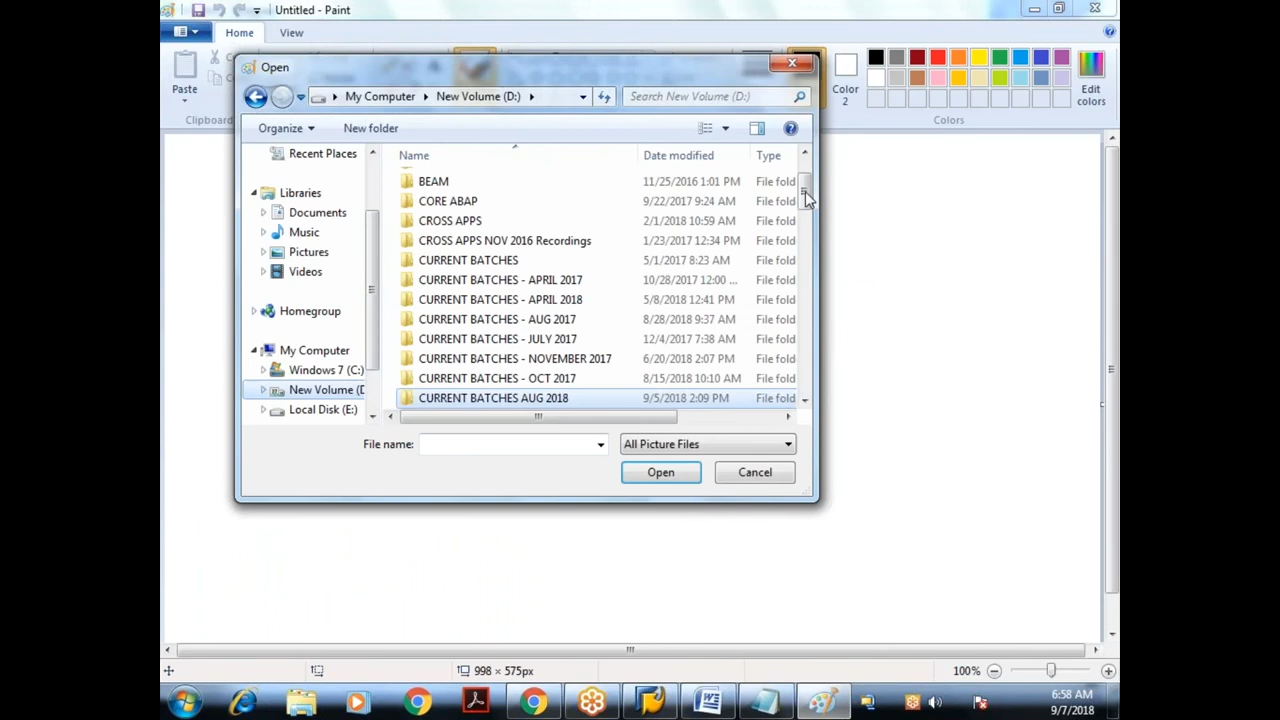 Untitled - Paint
Home
View
Paste
Clipboard
Color
2
Edit
colors
Colors
Open
My Computer
New Volume (D:)
Search New Volume (D:)
Organize
New folder
Name
Date modified
Type
Recent Places
Libraries
Documents
Music
Pictures
Videos
Homegroup
My Computer
Windows 7 (C:)
New Volume (D
Local Disk (E:)
BEAM 11/25/2016 1:01 PM File fold
CORE ABAP 9/22/2017 9:24 AM File fold
CROSS APPS 2/1/2018 10:59 AM File fold
CROSS APPS NOV 2016 Recordings 1/23/2017 12:34 PM File fold
CURRENT BATCHES 5/1/2017 8:23 AM File fold
CURRENT BATCHES - APRIL 2017 10/28/2017 12:00 ... File fold
CURRENT BATCHES - APRIL 2018 5/8/2018 12:41 PM File fold
CURRENT BATCHES - AUG 2017 8/28/2018 9:37 AM File fold
CURRENT BATCHES - JULY 2017 12/4/2017 7:38 AM File fold
CURRENT BATCHES - NOVEMBER 2017 6/20/2018 2:07 PM File fold
CURRENT BATCHES - OCT 2017 8/15/2018 10:10 AM File fold
CURRENT BATCHES AUG 2018 9/5/2018 2:09 PM File fold
File name:
All Picture Files
Open
Cancel
998 × 575px
100%
6:58 AM
9/7/2018